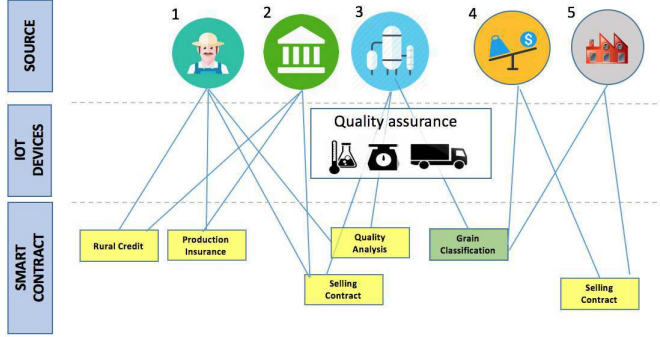 SOURCE
1
2
3
4
5
$
IOT
DEVICES
Quality assurance
SMART
CONTRACT
Rural Credit
Production
Insurance
Quality
Analysis
Grain
Classification
Selling
Contract
Selling
Contract